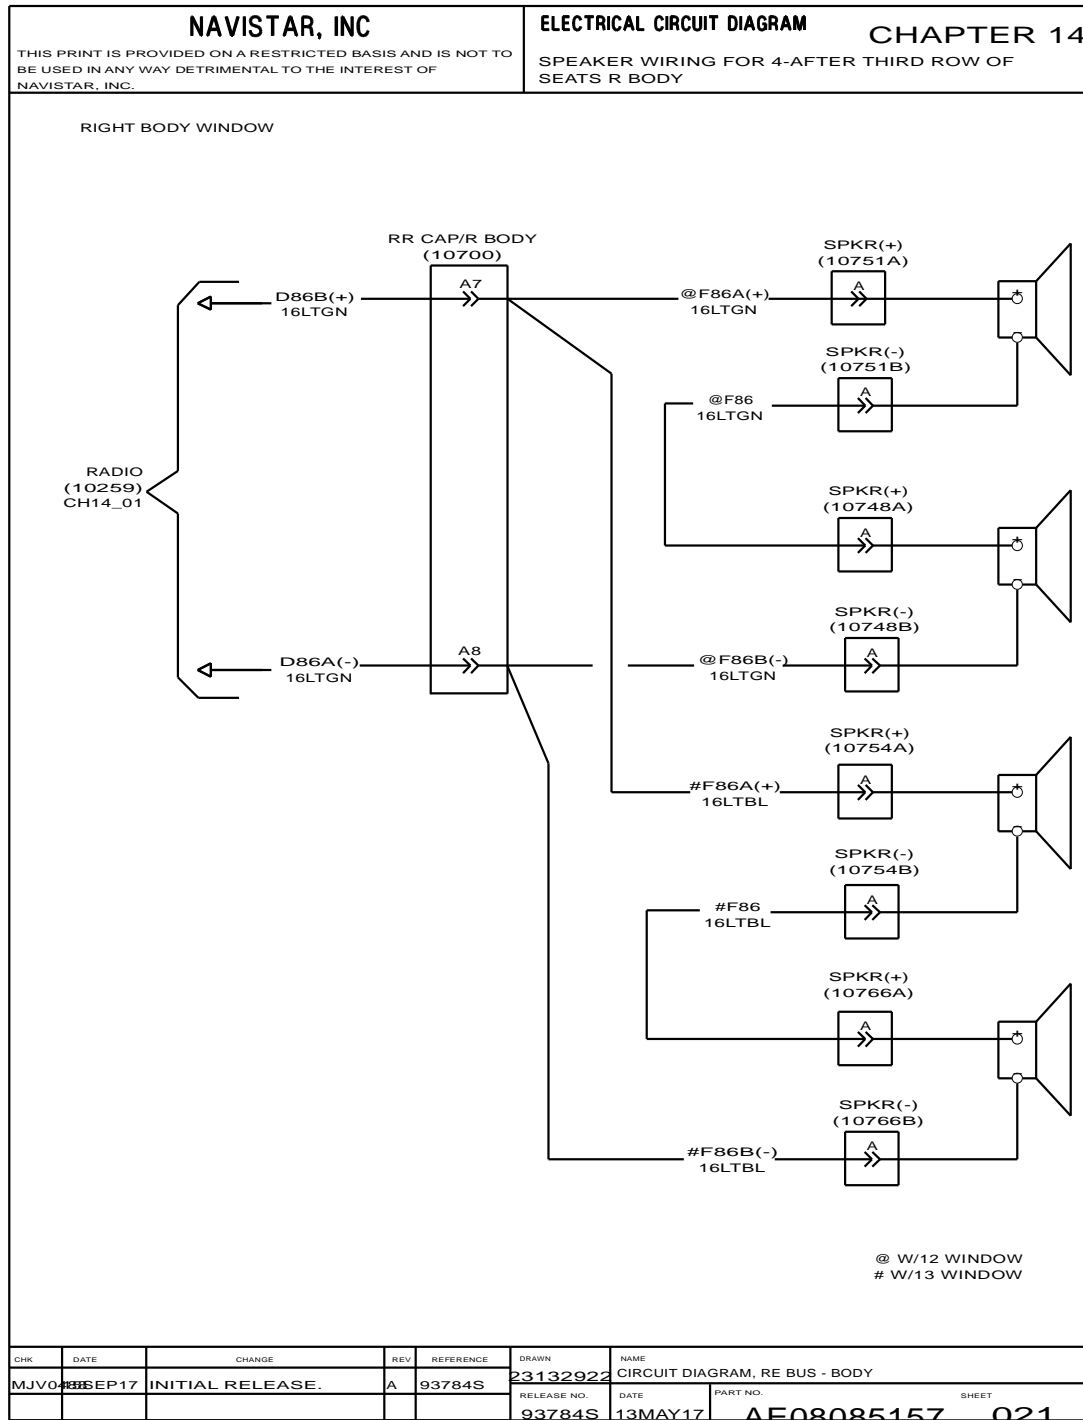 NAVISTAR, INC
THIS PRINT IS PROVIDED ON A RESTRICTED BASIS AND IS NOT TO
BE USED IN ANY WAY DETRIMENTAL TO THE INTEREST OF
NAVISTAR, INC.
ELECTRICAL CIRCUIT DIAGRAM
CHAPTER 14
SPEAKER WIRING FOR 4-AFTER THIRD ROW OF
SEATS R BODY
RIGHT BODY WINDOW
RR CAP/R BODY
(10700)
SPKR(+)
(10751A)
D86B(+)
16LTGN
A7
@F86A(+)
16LTGN
A
+
SPKR(-)
(10751B)
@F86
16LTGN
A
RADIO
(10259)
CH14_01
SPKR(+)
(10748A)
A
+
SPKR(-)
(10748B)
D86A(-)
16LTGN
A8
@F86B(-)
16LTGN
A
SPKR(+)
(10754A)
#F86A(+)
16LTBL
A
+
SPKR(-)
(10754B)
#F86
16LTBL
A
SPKR(+)
(10766A)
A
+
SPKR(-)
(10766B)
#F86B(-)
16LTBL
A
@ W/12 WINDOW
# W/13 WINDOW
CHK DATE CHANGE REV REFERENCE
INITIAL RELEASE. A 93784S
DRAWN
23132922
NAME
CIRCUIT DIAGRAM, RE BUS - BODY
RELEASE NO. DATE PART NO. SHEET
93784S 13MAY17 AE08085157 021